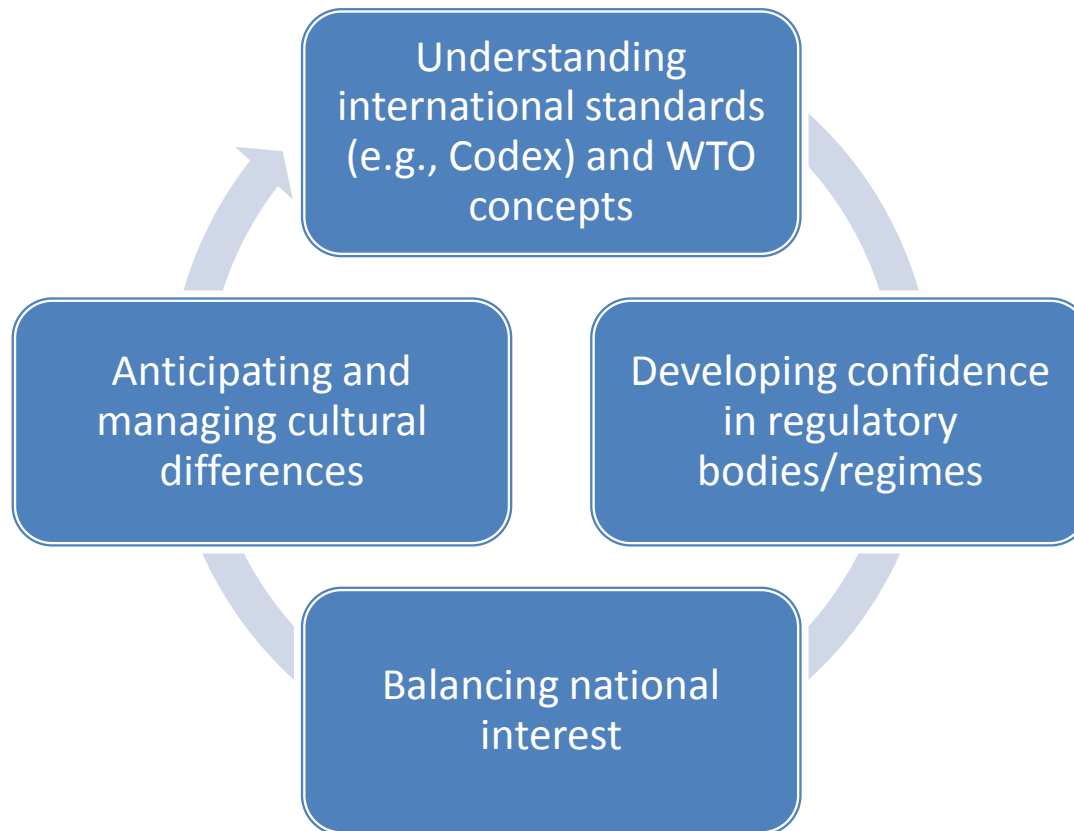 Understanding
international standards
(e.g., Codex) and WTO
concepts
Developing confidence
in regulatory
bodies/regimes
Balancing national
interest
Anticipating and
managing cultural
differences